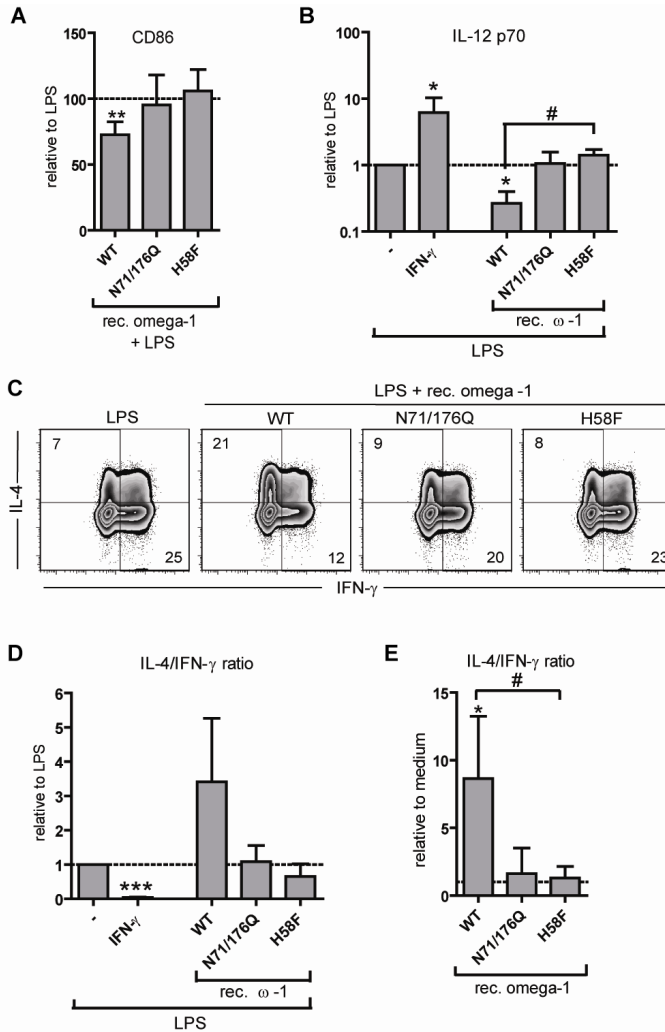 A
CD86
relative to LPS
150
100
50
0
**
WT
N71/176Q
H58F
rec. omega-1
+ LPS
B
IL-12 p70
relative to LPS
100
10
1
0.1
*
*
#
-
IFN-γ
WT
N71/176Q
H58F
rec. ω -1
LPS
C
LPS + rec. omega -1
LPS
WT
N71/176Q
H58F
7
21
9
8
25
12
20
23
IL-4
IFN-γ
D
IL-4/IFN-γ ratio
relative to LPS
6
5
4
3
2
1
0
***
-
IFN-γ
WT
N71/176Q
H58F
rec. ω -1
LPS
E
IL-4/IFN-γ ratio
relative to medium
15
10
5
0
*
#
WT
N71/176Q
H58F
rec. omega-1